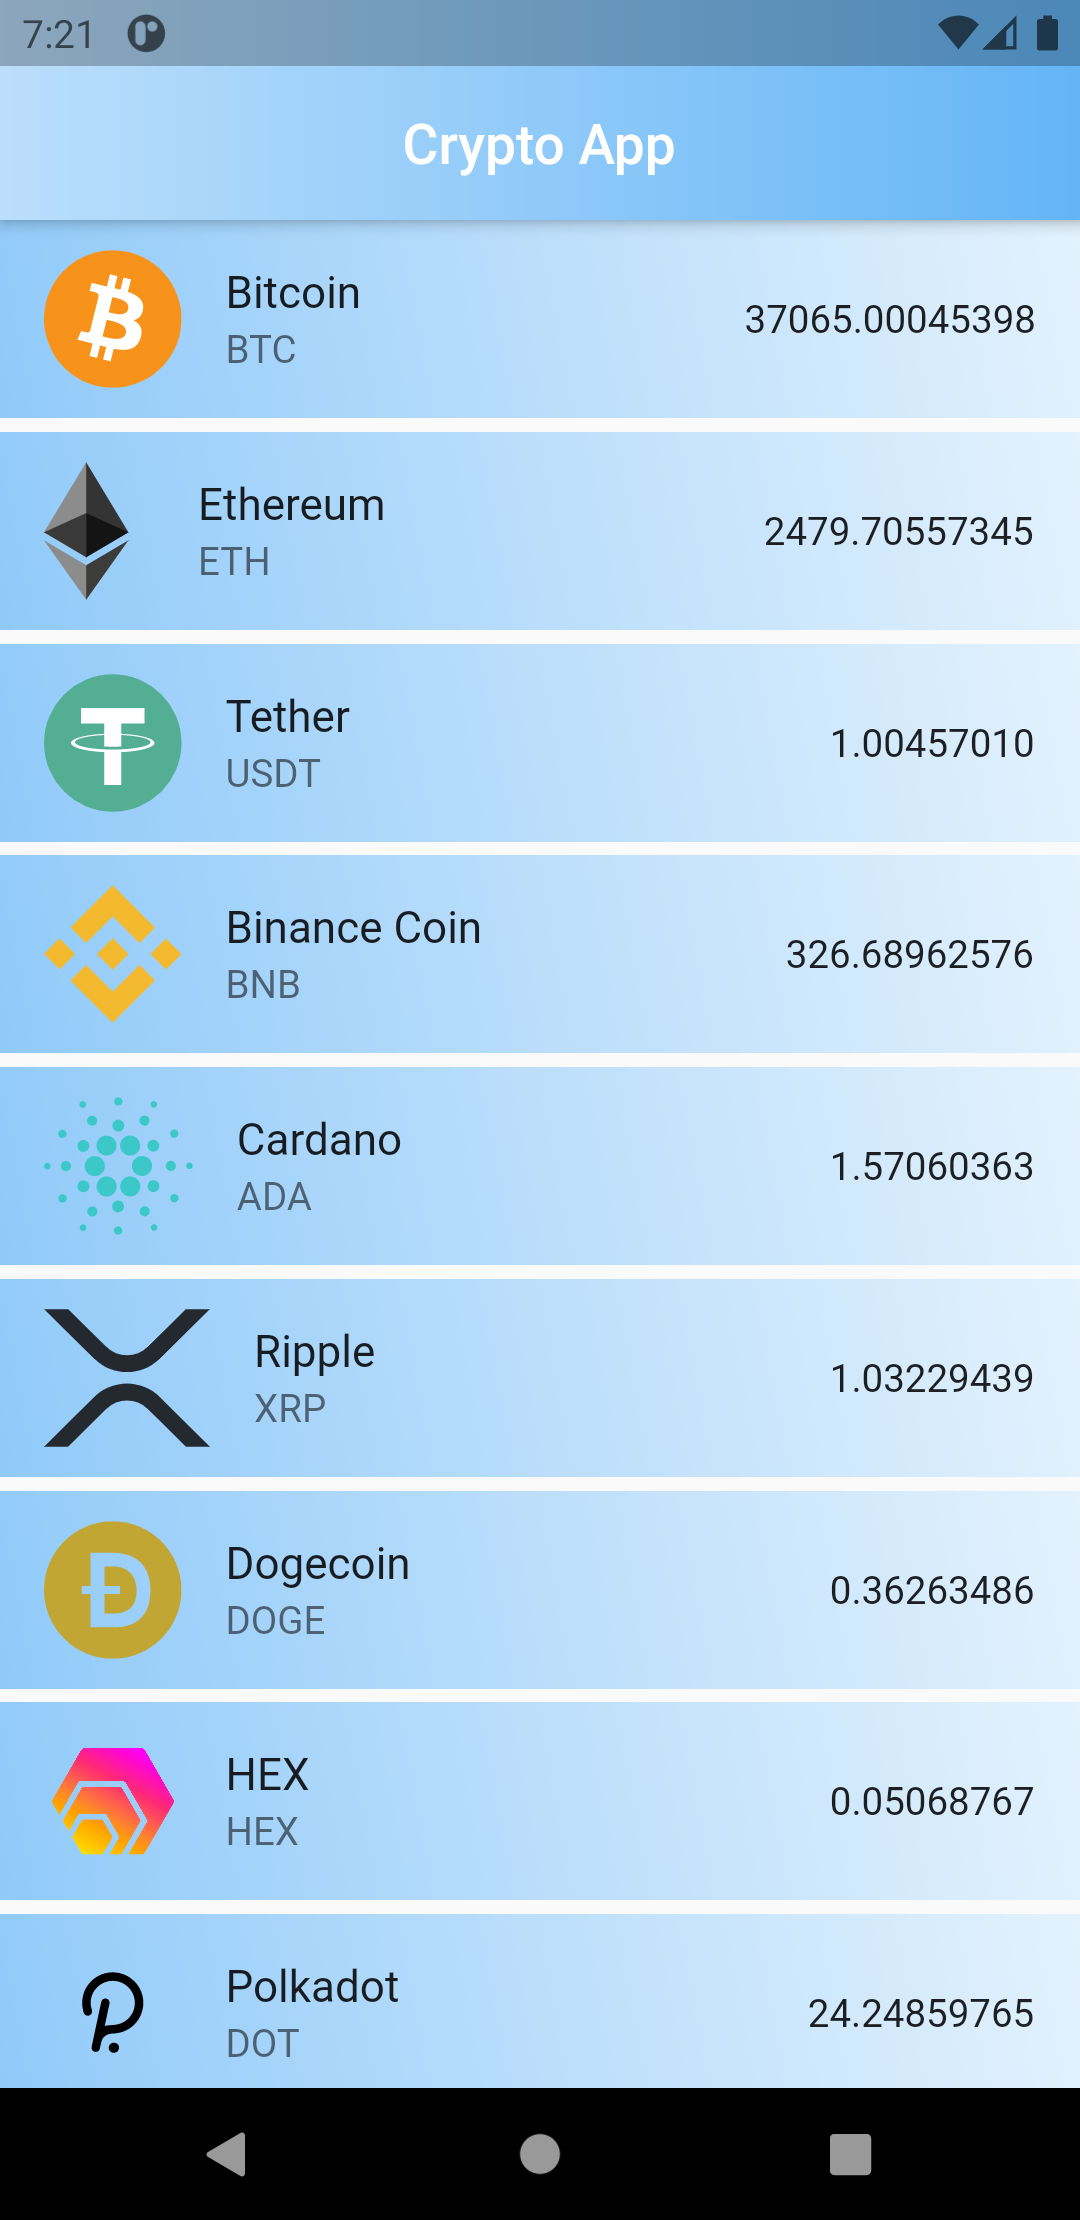 7:21
Crypto App
Bitcoin
BTC
37065.00045398
Ethereum
ETH
2479.70557345
Tether
USDT
1.00457010
Binance Coin
BNB
326.68962576
Cardano
ADA
1.57060363
Ripple
XRP
1.03229439
Dogecoin
DOGE
0.36263486
HEX
HEX
0.05068767
Polkadot
DOT
24.24859765